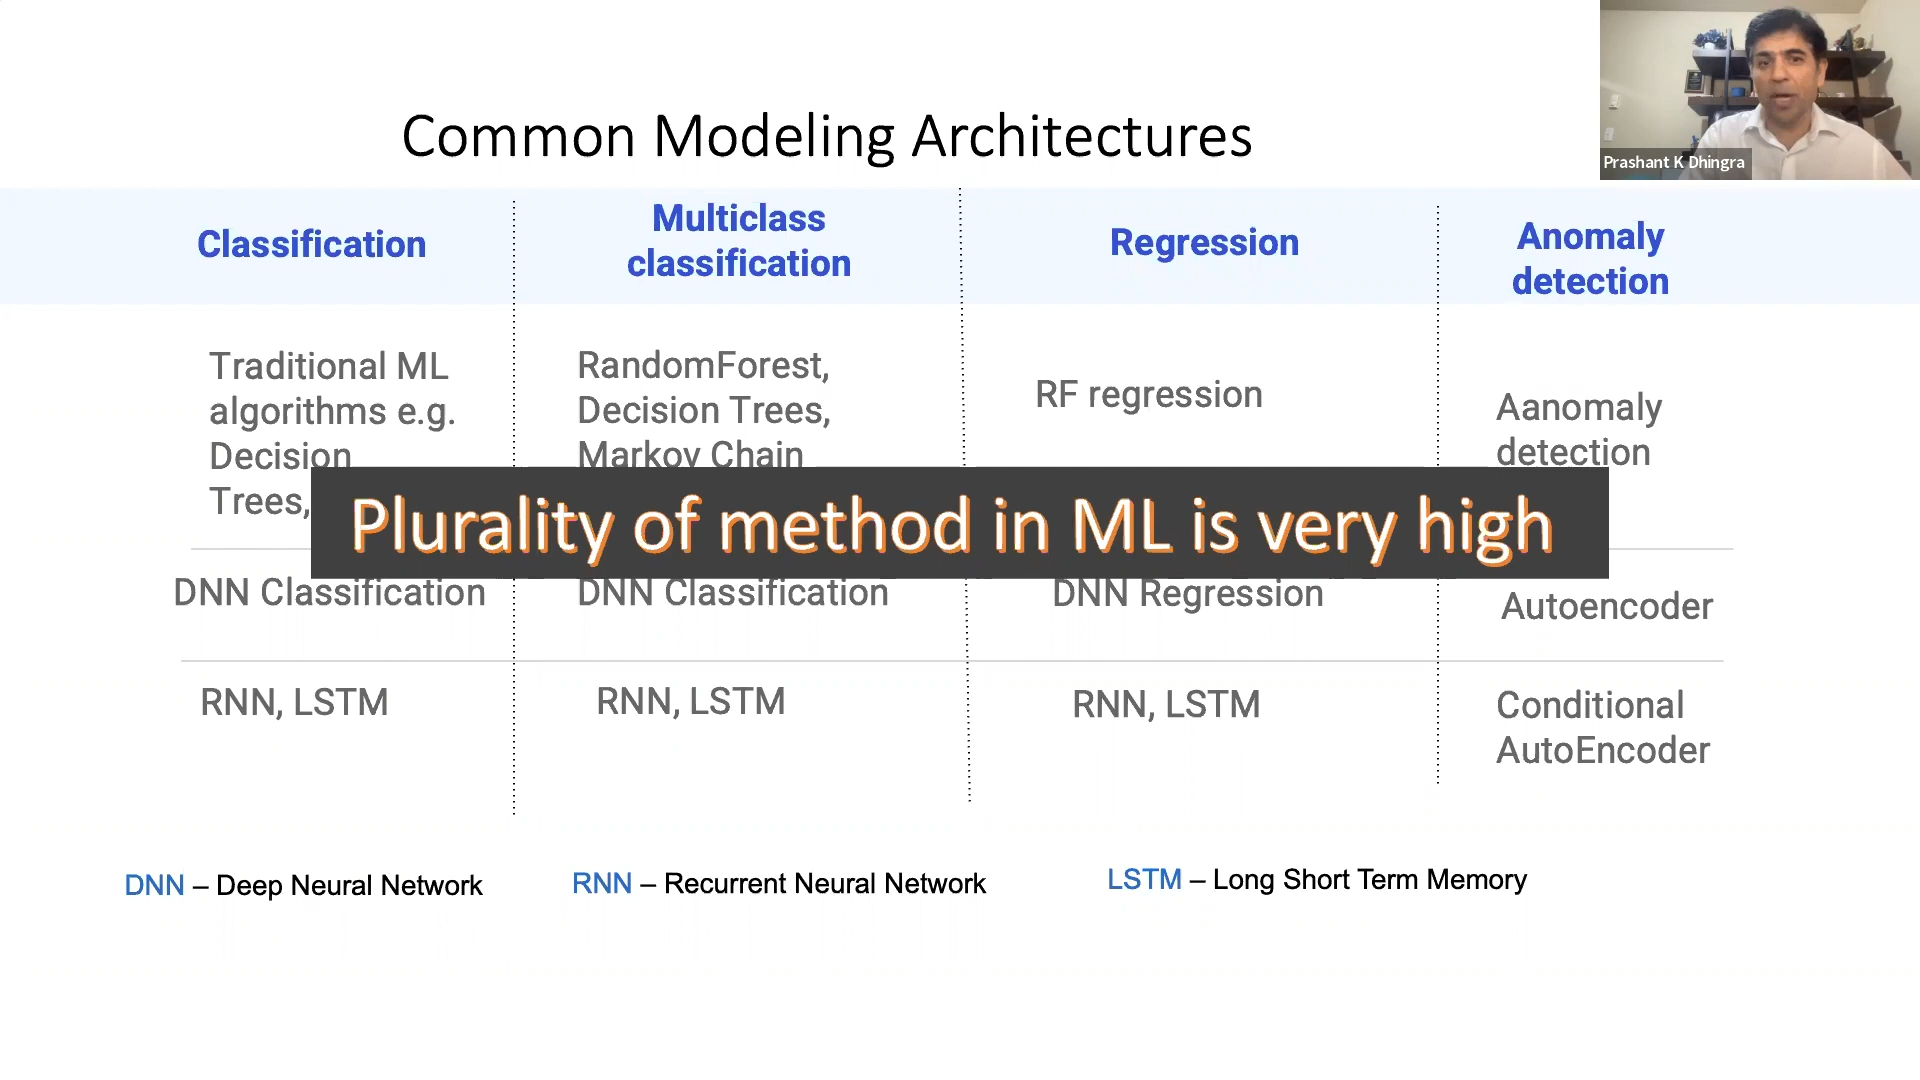 Prashant K Dhingra
Common Modeling Architectures
Classification
Multiclass
classification
Regression
Anomaly
detection
Traditional ML
algorithms e.g.
Decision
Trees,
RandomForest,
Decision Trees,
Markov Chain
RF regression
Aanomaly
detection
Plurality of method in ML is very high
DNN Classification
DNN Classification
DNN Regression
Autoencoder
RNN, LSTM
RNN, LSTM
RNN, LSTM
Conditional
AutoEncoder
DNN – Deep Neural Network
RNN – Recurrent Neural Network
LSTM – Long Short Term Memory